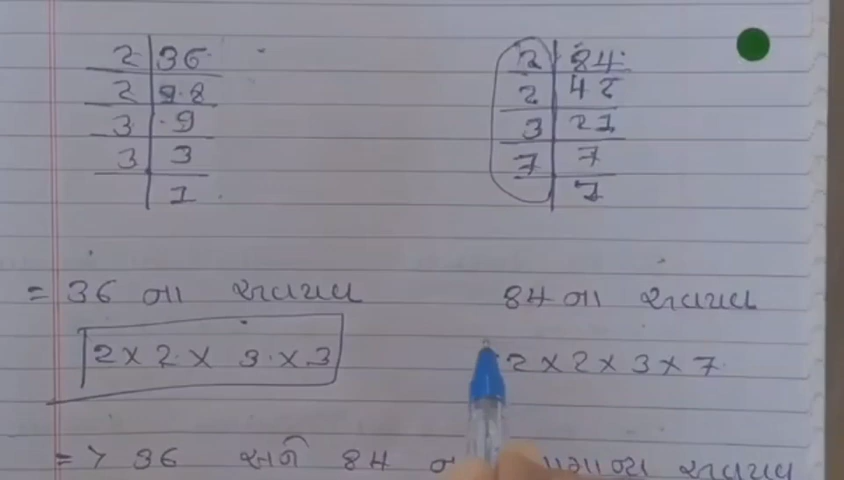 2 | 36 2 | 84
2 | 18 2 | 42
3 | 9 3 | 21
3 | 3 7 | 7
1 1
= 36 ના અવયવ 84 ના અવયવ
2 × 2 × 3 × 3 2 × 2 × 3 × 7
=> 36 અને 84 અવયવ